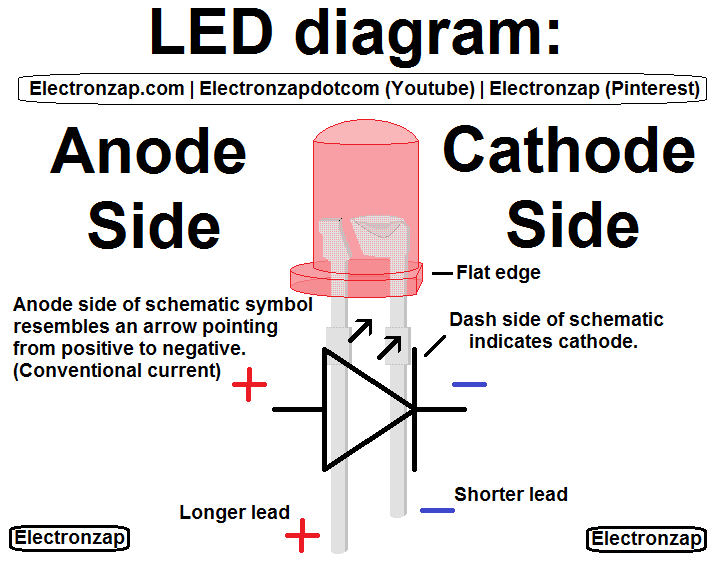 LED diagram:
Electronzap.com | Electronzapdotcom (Youtube) | Electronzap (Pinterest)
Anode
Side
Cathode
Side
Flat edge
Anode side of schematic symbol
resembles an arrow pointing
from positive to negative.
(Conventional current)
+
Dash side of schematic
indicates cathode.
–
Longer lead
+
Shorter lead
–
Electronzap
Electronzap